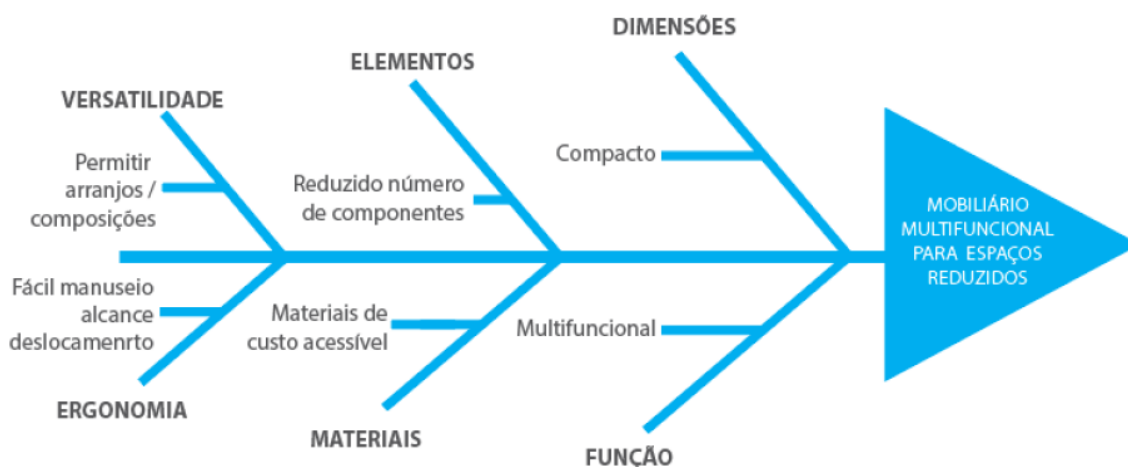 DIMENSÕES
ELEMENTOS
VERSATILIDADE
Permitir
arranjos /
composições
Reduzido número
de componentes
Compacto
MOBILIÁRIO
MULTIFUNCIONAL
PARA ESPAÇOS
REDUZIDOS
Fácil manuseio
alcance
deslocamenrto
Materiais de
custo acessível
Multifuncional
ERGONOMIA
MATERIAIS
FUNÇÃO